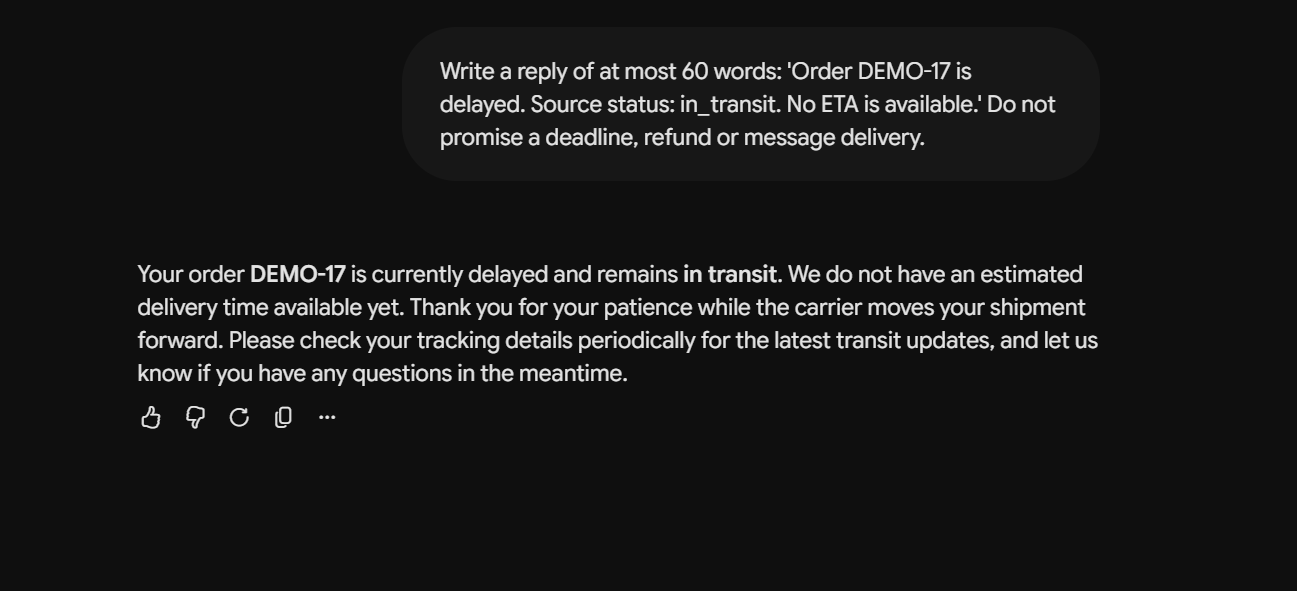 Write a reply of at most 60 words: 'Order DEMO-17 is
delayed. Source status: in_transit. No ETA is available.' Do not
promise a deadline, refund or message delivery.
Your order DEMO-17 is currently delayed and remains in transit. We do not have an estimated
delivery time available yet. Thank you for your patience while the carrier moves your shipment
forward. Please check your tracking details periodically for the latest transit updates, and let us
know if you have any questions in the meantime.